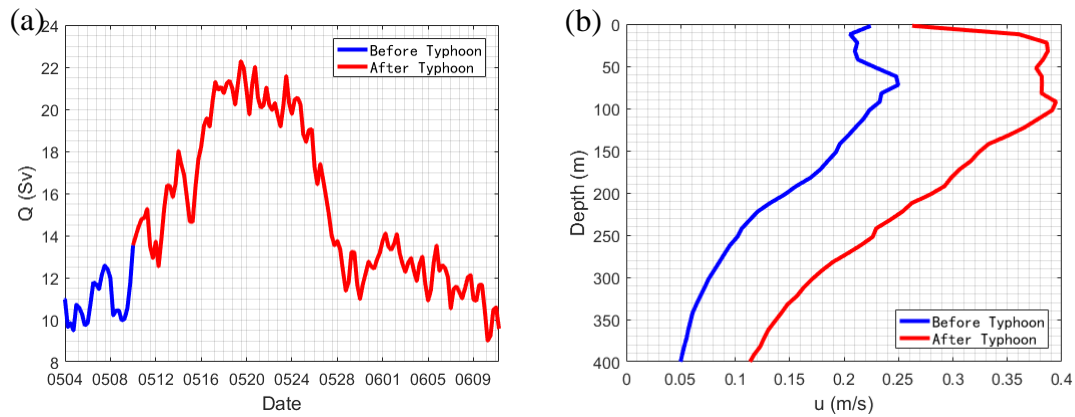 (a)
24
22
20
18
16
14
12
10
8
Q (Sv)
0504 0508 0512 0516 0520 0524 0528 0601 0605 0609
Date
Before Typhoon
After Typhoon
(b)
0
50
100
150
200
250
300
350
400
Depth (m)
0 0.05 0.1 0.15 0.2 0.25 0.3 0.35 0.4
u (m/s)
Before Typhoon
After Typhoon